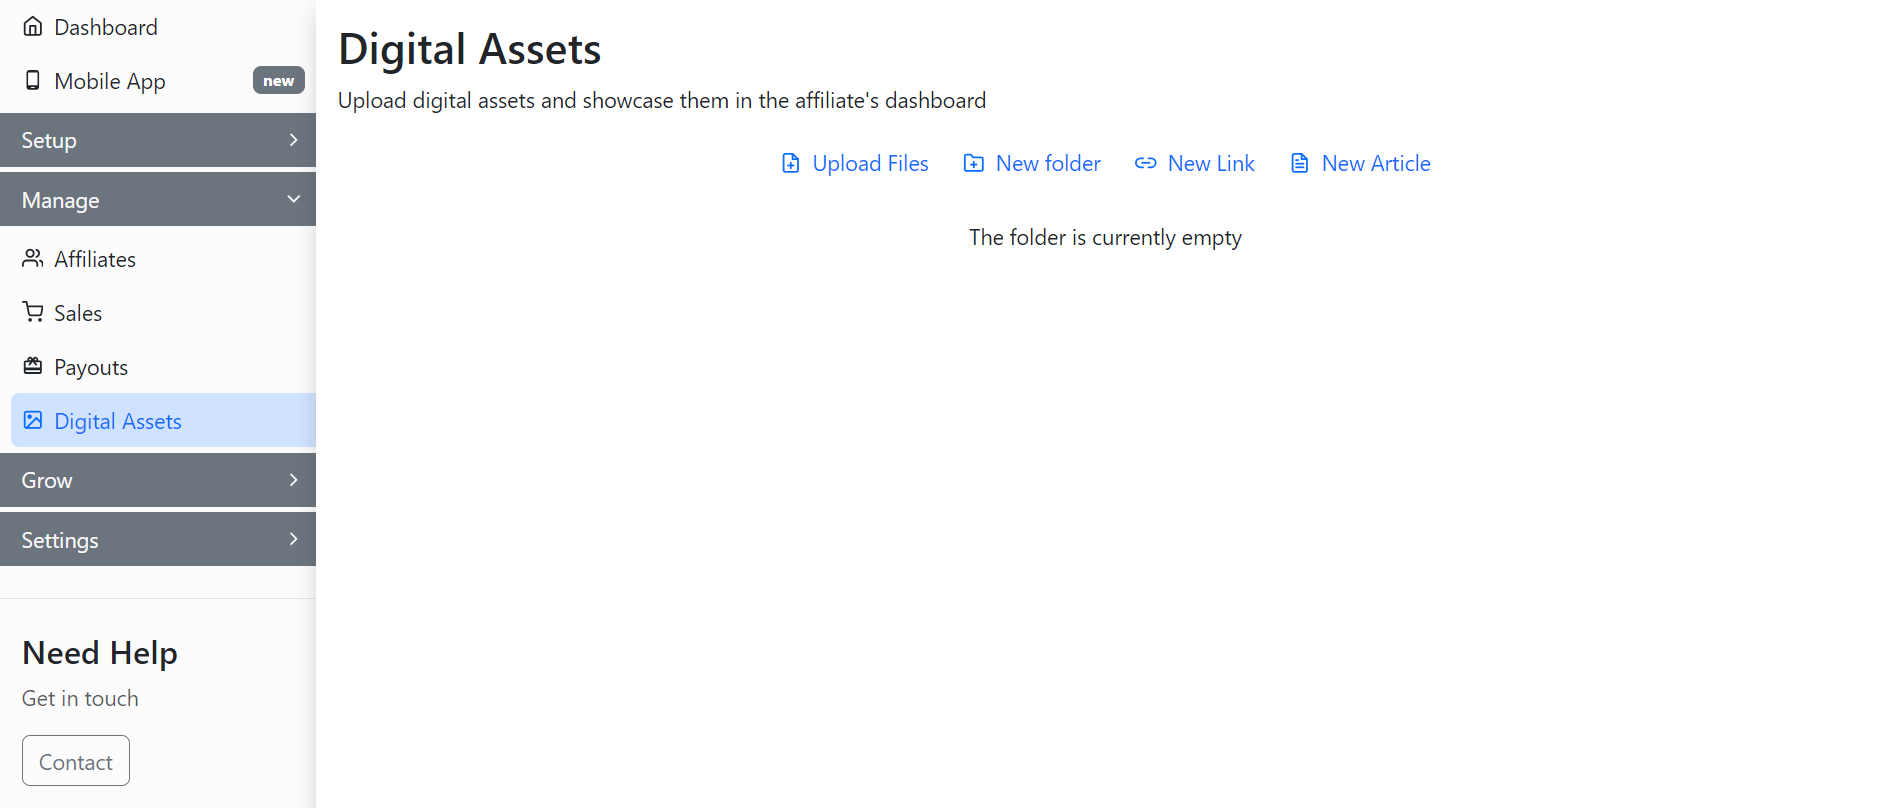 Dashboard
Mobile App new
Setup
Manage
Affiliates
Sales
Payouts
Digital Assets
Grow
Settings
Need Help
Get in touch
Contact
Digital Assets
Upload digital assets and showcase them in the affiliate's dashboard
Upload Files New folder New Link New Article
The folder is currently empty